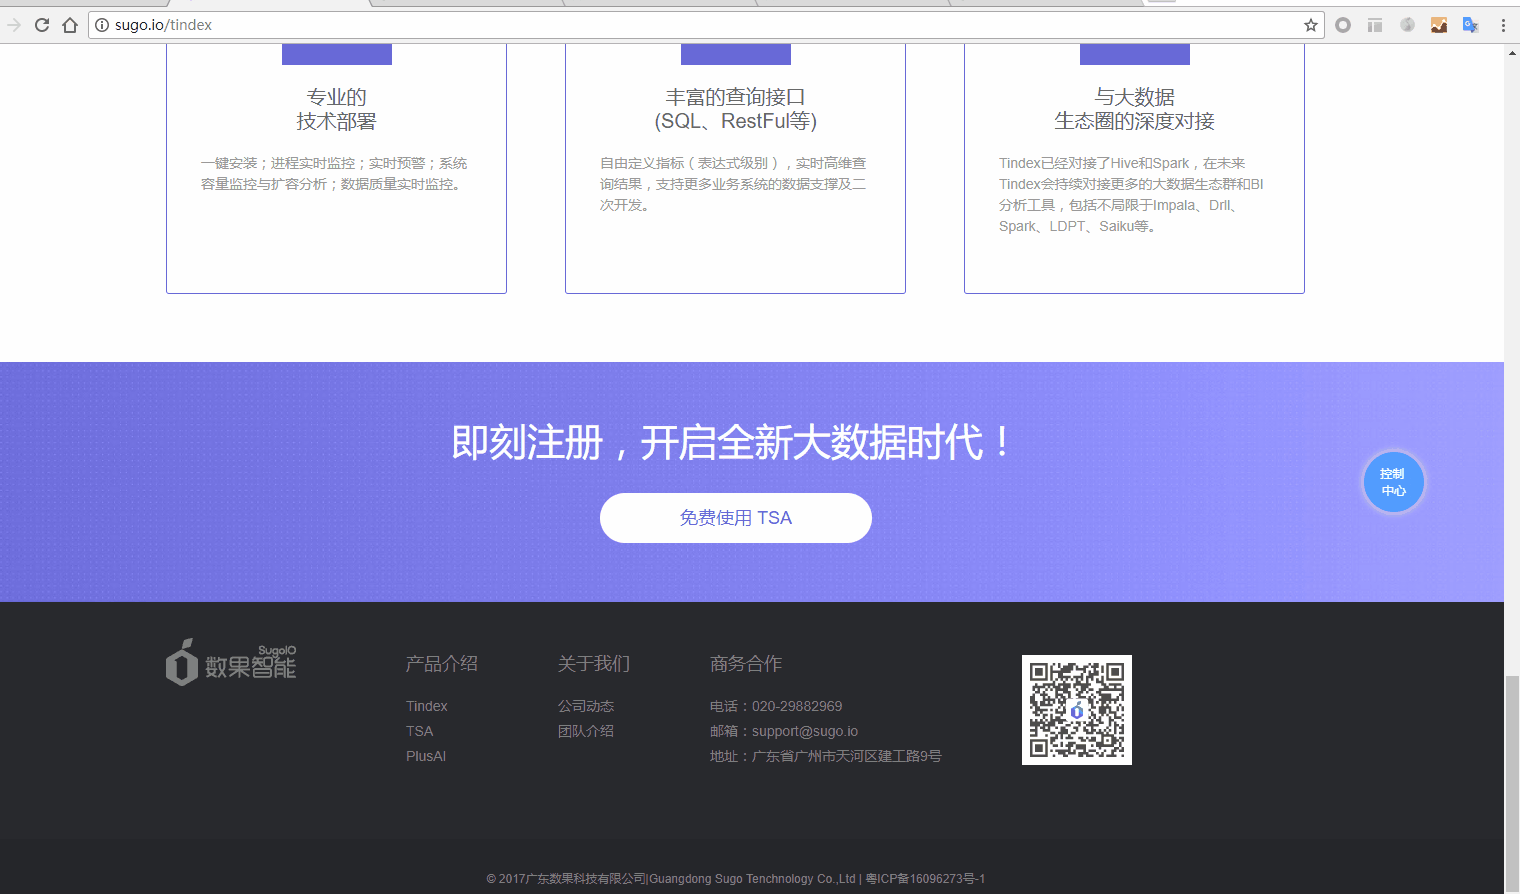 sugo.io/tindex
专业的
技术部署
一键安装；进程实时监控；实时预警；系统
容量监控与扩容分析；数据质量实时监控。
丰富的查询接口
(SQL、RestFul等)
自由定义指标（表达式级别），实时高维查
询结果，支持更多业务系统的数据支撑及二
次开发。
与大数据
生态圈的深度对接
Tindex已经对接了Hive和Spark，在未来
Tindex会持续对接更多的大数据生态群和BI
分析工具，包括不局限于Impala、Drll、
Spark、LDPT、Saiku等。
即刻注册，开启全新大数据时代！
免费使用 TSA
控制
中心
SugoIO
数果智能
产品介绍
Tindex
TSA
PlusAI
关于我们
公司动态
团队介绍
商务合作
电话：020-29882969
邮箱：support@sugo.io
地址：广东省广州市天河区建工路9号
© 2017广东数果科技有限公司|Guangdong Sugo Tenchnology Co.,Ltd | 粤ICP备16096273号-1